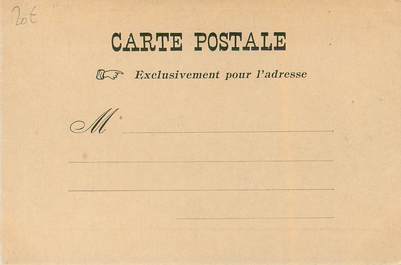 20€
CARTE POSTALE
Exclusivement pour l'adresse
M